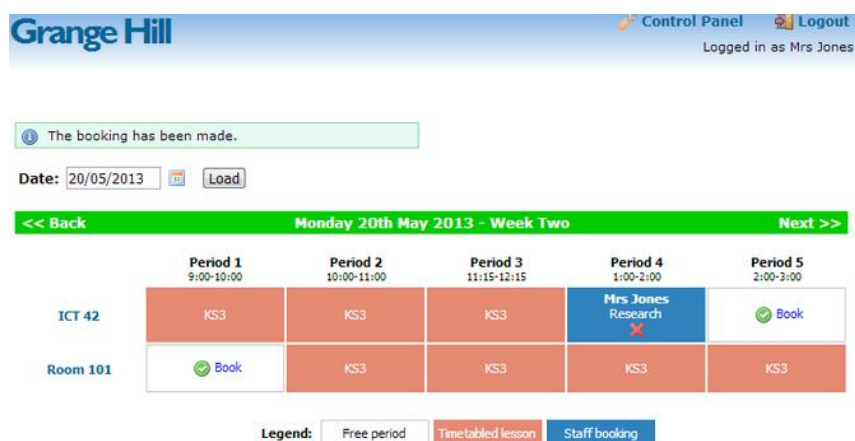 Grange Hill
Control Panel Logout
Logged in as Mrs Jones
The booking has been made.
Date: 20/05/2013 Load
<< Back Monday 20th May 2013 - Week Two Next >>
Period 1 Period 2 Period 3 Period 4 Period 5
9:00-10:00 10:00-11:00 11:15-12:15 1:00-2:00 2:00-3:00
ICT 42 KS3 KS3 KS3 Mrs Jones Research Book
Room 101 Book KS3 KS3 KS3 KS3
Legend: Free period Timetabled lesson Staff booking